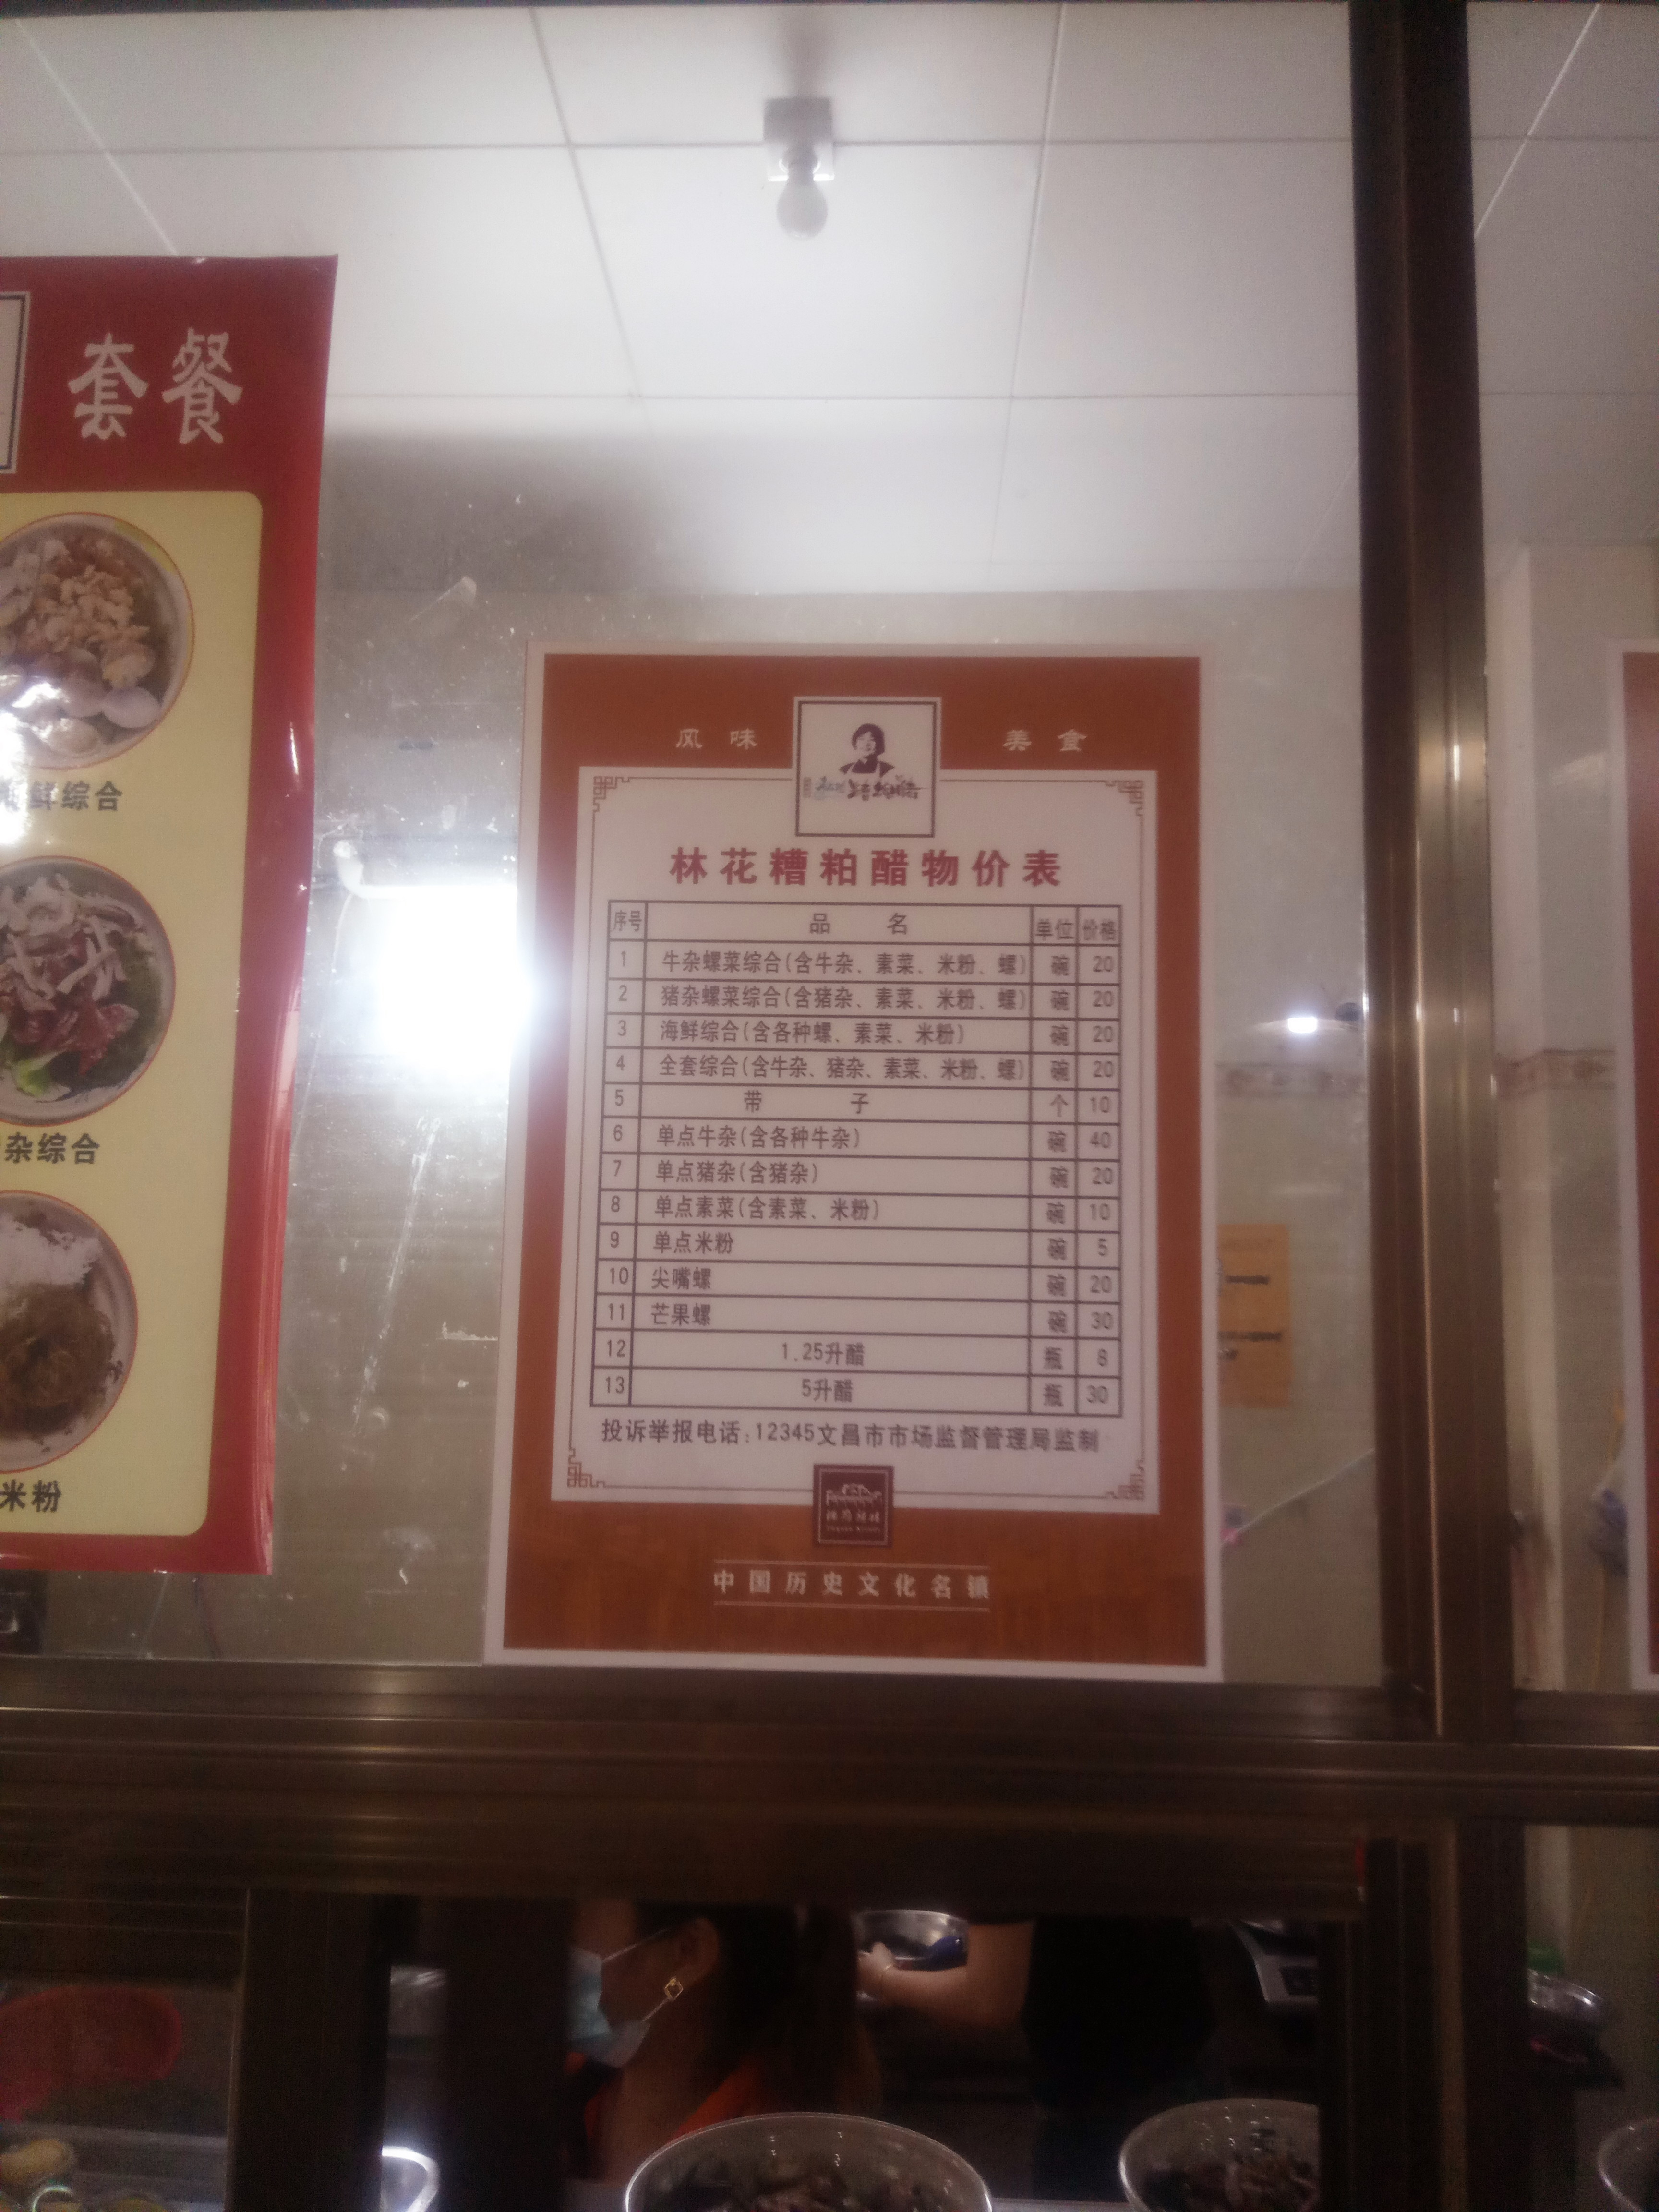 套餐
鲜综合
杂综合
米粉
风味 美食
林花糟粕醋物价表
序号 品名 单位 价格
1 牛杂螺菜综合(含牛杂、素菜、米粉、螺) 碗 20
2 猪杂螺菜综合(含猪杂、素菜、米粉、螺) 碗 20
3 海鲜综合(含各种螺、素菜、米粉) 碗 20
4 全套综合(含牛杂、猪杂、素菜、米粉、螺) 碗 20
5 带子 个 10
6 单点牛杂(含各种牛杂) 碗 40
7 单点猪杂(含猪杂) 碗 20
8 单点素菜(含素菜、米粉) 碗 10
9 单点米粉 碗 5
10 尖嘴螺 碗 20
11 芒果螺 碗 30
12 1.25升醋 瓶 8
13 5升醋 瓶 30
投诉举报电话:12345文昌市市场监督管理局监制
中国历史文化名镇